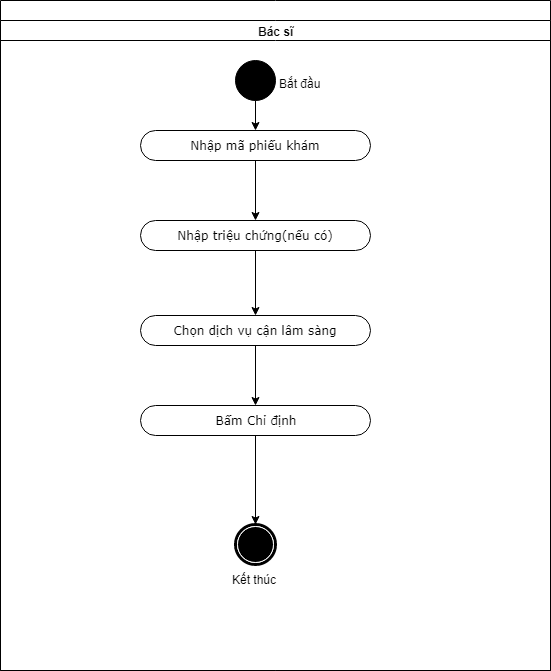 Bác sĩ
Bắt đầu
Nhập mã phiếu khám
Nhập triệu chứng(nếu có)
Chọn dịch vụ cận lâm sàng
Bấm Chỉ định
Kết thúc